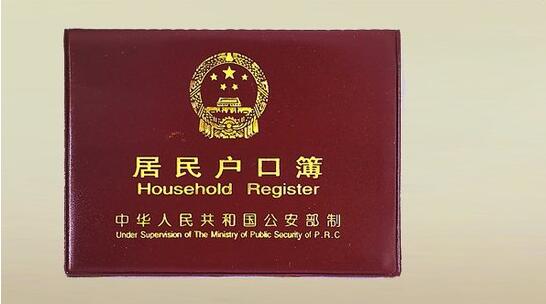 居民户口簿
Household Register
中华人民共和国公安部制
Under Supervision of The Ministry of Public Security of P.R.C